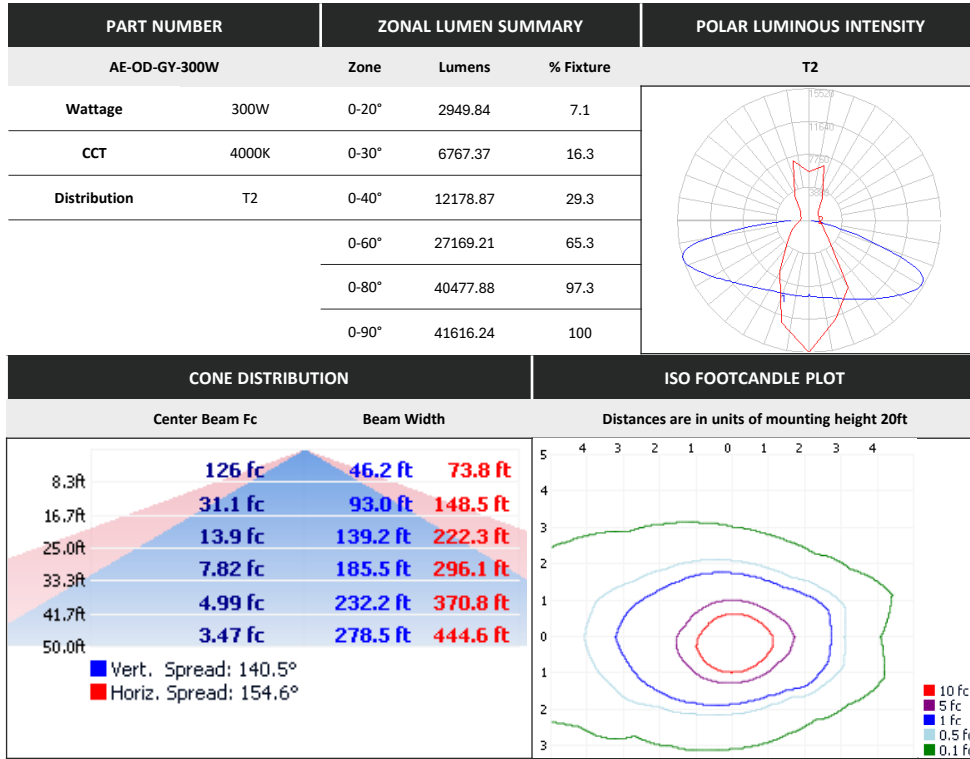 PART NUMBER ZONAL LUMEN SUMMARY POLAR LUMINOUS INTENSITY
AE-OD-GY-300W Zone Lumens % Fixture T2
Wattage 300W 0-20° 2949.84 7.1
CCT 4000K 0-30° 6767.37 16.3
Distribution T2 0-40° 12178.87 29.3
0-60° 27169.21 65.3
0-80° 40477.88 97.3
0-90° 41616.24 100
15520
11640
7760
2
1
CONE DISTRIBUTION ISO FOOTCANDLE PLOT
Center Beam Fc Beam Width Distances are in units of mounting height 20ft
8.3ft 126 fc 46.2 ft 73.8 ft
16.7ft 31.1 fc 93.0 ft 148.5 ft
25.0ft 13.9 fc 139.2 ft 222.3 ft
33.3ft 7.82 fc 185.5 ft 296.1 ft
41.7ft 4.99 fc 232.2 ft 370.8 ft
50.0ft 3.47 fc 278.5 ft 444.6 ft
Vert. Spread: 140.5°
Horiz. Spread: 154.6°
4 3 2 1 0 1 2 3 4
5
4
3
2
1
0
1
2
3
10 fc
5 fc
1 fc
0.5 fc
0.1 fc